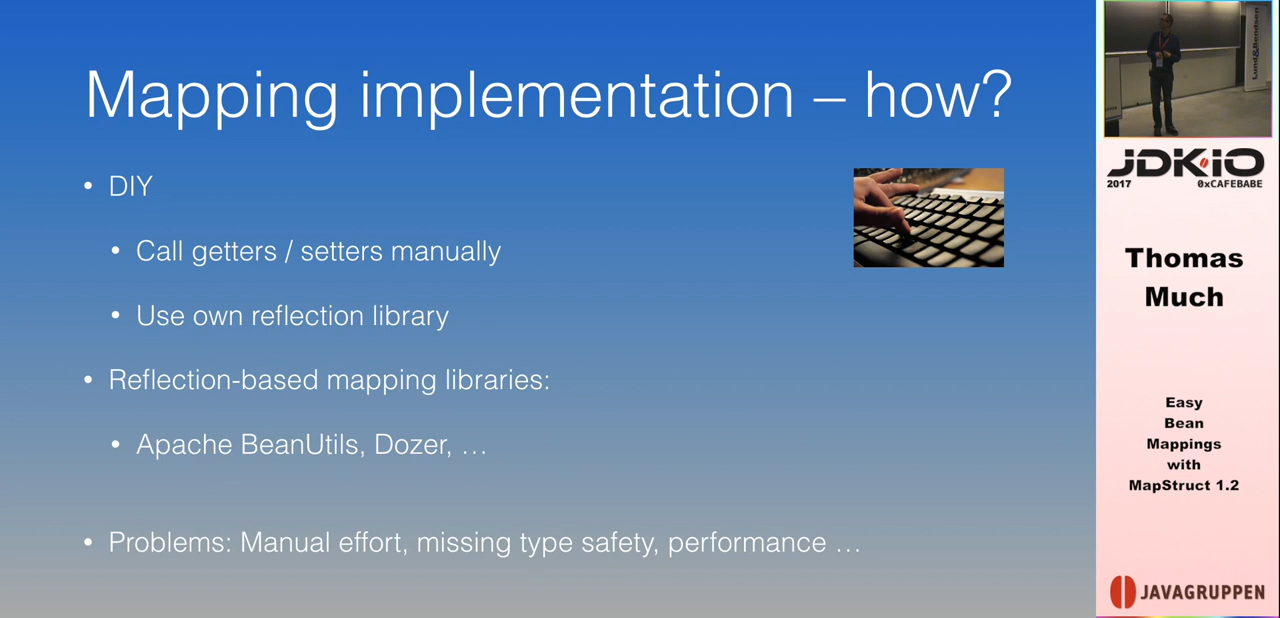 Mapping implementation – how?
• DIY
• Call getters / setters manually
• Use own reflection library
• Reflection-based mapping libraries:
• Apache BeanUtils, Dozer, …
• Problems: Manual effort, missing type safety, performance …
Lund&Bendsen
JDK.IO
2017 0xCAFEBABE
Thomas
Much
Easy
Bean
Mappings
with
MapStruct 1.2
JAVAGRUPPEN